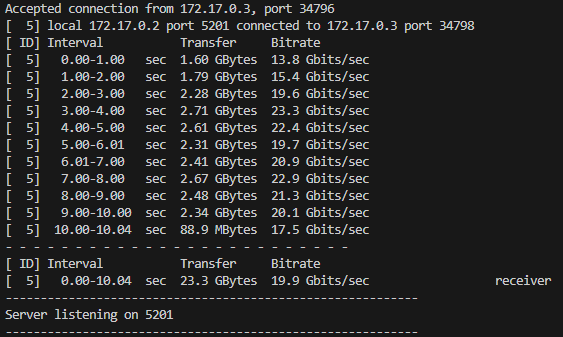 Accepted connection from 172.17.0.3, port 34796
[  5] local 172.17.0.2 port 5201 connected to 172.17.0.3 port 34798
[ ID] Interval           Transfer     Bitrate
[  5]   0.00-1.00   sec  1.60 GBytes  13.8 Gbits/sec
[  5]   1.00-2.00   sec  1.79 GBytes  15.4 Gbits/sec
[  5]   2.00-3.00   sec  2.28 GBytes  19.6 Gbits/sec
[  5]   3.00-4.00   sec  2.71 GBytes  23.3 Gbits/sec
[  5]   4.00-5.00   sec  2.61 GBytes  22.4 Gbits/sec
[  5]   5.00-6.01   sec  2.31 GBytes  19.7 Gbits/sec
[  5]   6.01-7.00   sec  2.41 GBytes  20.9 Gbits/sec
[  5]   7.00-8.00   sec  2.67 GBytes  22.9 Gbits/sec
[  5]   8.00-9.00   sec  2.48 GBytes  21.3 Gbits/sec
[  5]   9.00-10.00  sec  2.34 GBytes  20.1 Gbits/sec
[  5]  10.00-10.04  sec  88.9 MBytes  17.5 Gbits/sec
- - - - - - - - - - - - - - - - - - - - - - - - -
[ ID] Interval           Transfer     Bitrate
[  5]   0.00-10.04  sec  23.3 GBytes  19.9 Gbits/sec                  receiver
-----------------------------------------------------------
Server listening on 5201
-----------------------------------------------------------